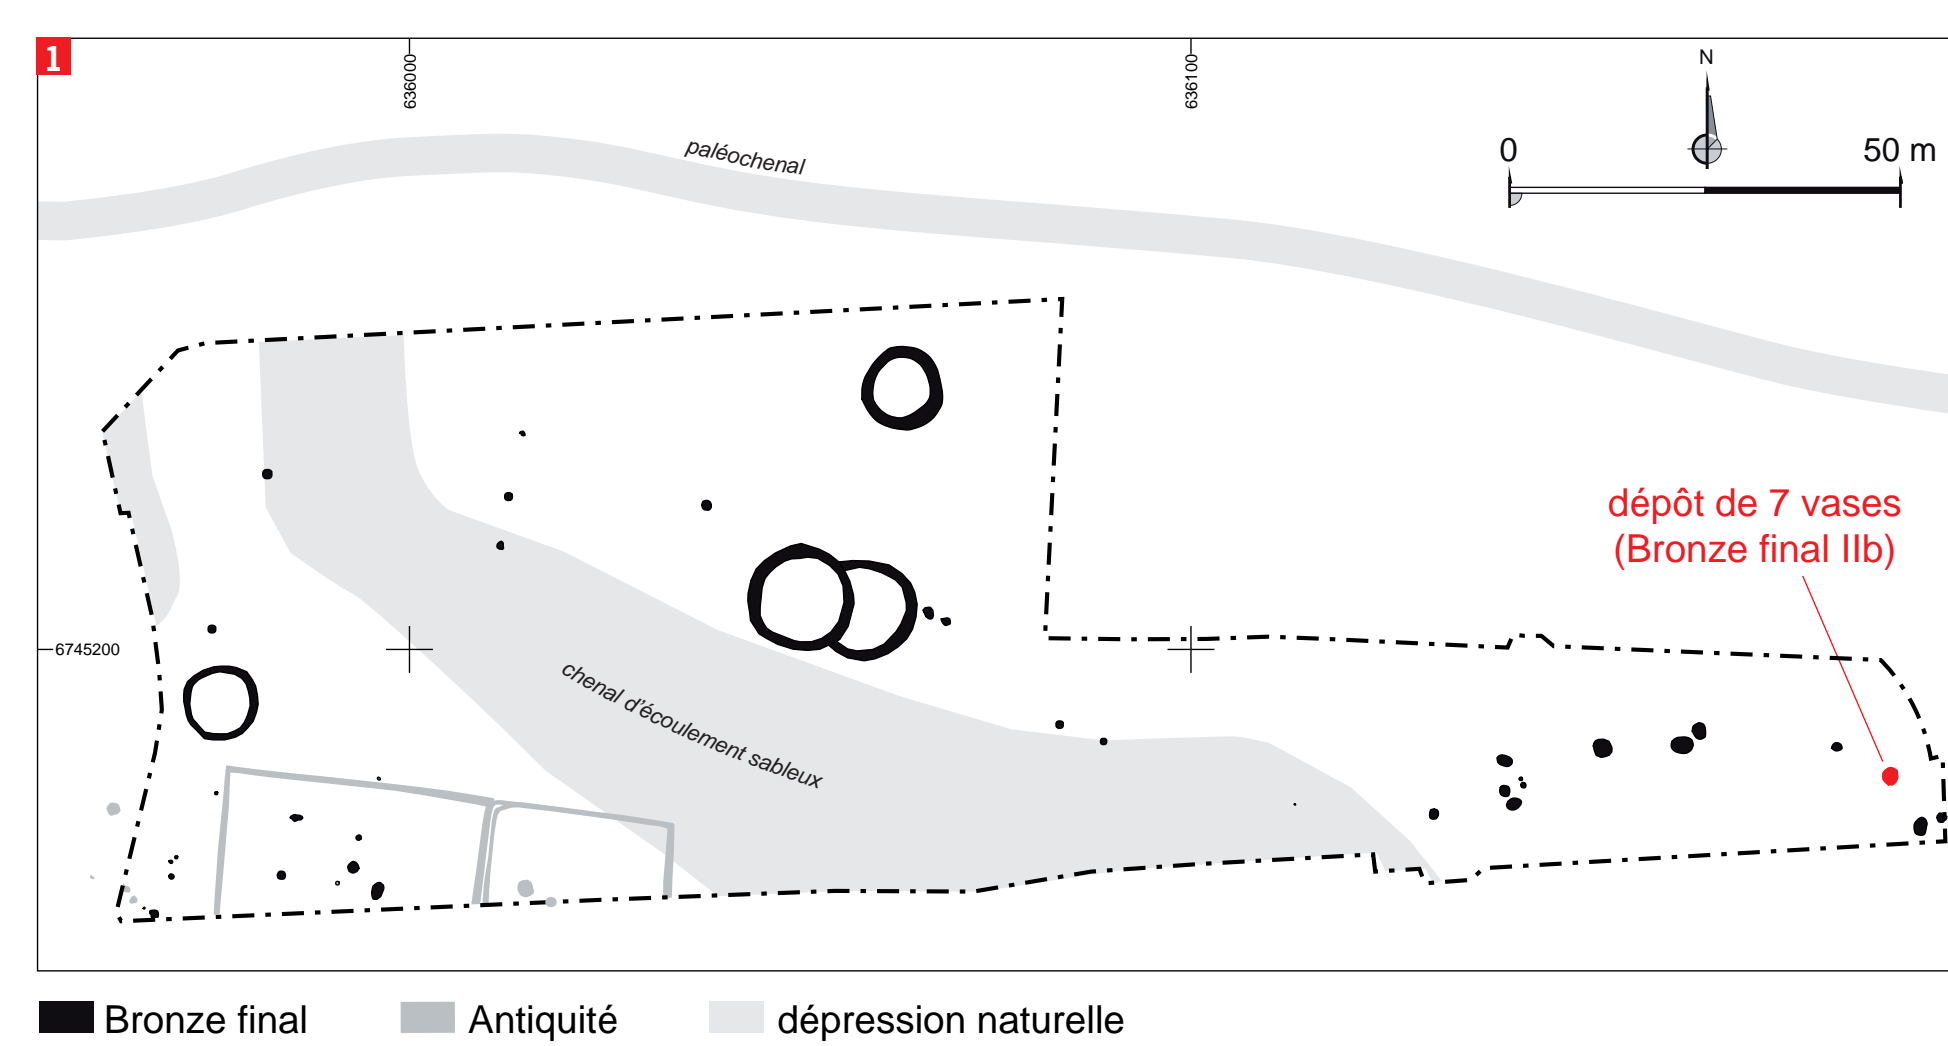 1
636000
636100
N
0
50 m
paléochenal
dépôt de 7 vases
(Bronze final IIb)
6745200
chenal d’écoulement sableux
Bronze final
Antiquité
dépression naturelle